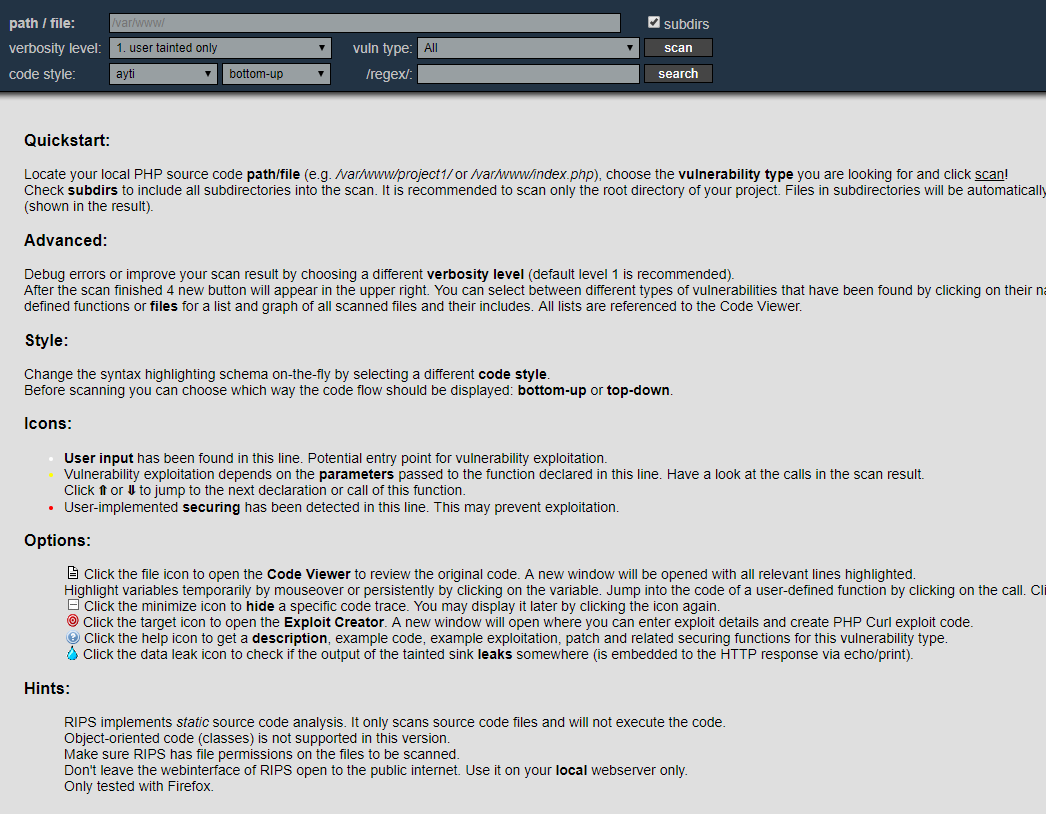 path / file: /var/www/ subdirs
verbosity level: 1. user tainted only vuln type: All scan
code style: ayti bottom-up /regex/: search
Quickstart:
Locate your local PHP source code path/file (e.g. /var/www/project1/ or /var/www/index.php), choose the vulnerability type you are looking for and click scan!
Check subdirs to include all subdirectories into the scan. It is recommended to scan only the root directory of your project. Files in subdirectories will be automatically
(shown in the result).
Advanced:
Debug errors or improve your scan result by choosing a different verbosity level (default level 1 is recommended).
After the scan finished 4 new button will appear in the upper right. You can select between different types of vulnerabilities that have been found by clicking on their na
defined functions or files for a list and graph of all scanned files and their includes. All lists are referenced to the Code Viewer.
Style:
Change the syntax highlighting schema on-the-fly by selecting a different code style.
Before scanning you can choose which way the code flow should be displayed: bottom-up or top-down.
Icons:
User input has been found in this line. Potential entry point for vulnerability exploitation.
Vulnerability exploitation depends on the parameters passed to the function declared in this line. Have a look at the calls in the scan result.
Click ⇑ or ⇓ to jump to the next declaration or call of this function.
User-implemented securing has been detected in this line. This may prevent exploitation.
Options:
Click the file icon to open the Code Viewer to review the original code. A new window will be opened with all relevant lines highlighted.
Highlight variables temporarily by mouseover or persistently by clicking on the variable. Jump into the code of a user-defined function by clicking on the call. Cli
Click the minimize icon to hide a specific code trace. You may display it later by clicking the icon again.
Click the target icon to open the Exploit Creator. A new window will open where you can enter exploit details and create PHP Curl exploit code.
Click the help icon to get a description, example code, example exploitation, patch and related securing functions for this vulnerability type.
Click the data leak icon to check if the output of the tainted sink leaks somewhere (is embedded to the HTTP response via echo/print).
Hints:
RIPS implements static source code analysis. It only scans source code files and will not execute the code.
Object-oriented code (classes) is not supported in this version.
Make sure RIPS has file permissions on the files to be scanned.
Don't leave the webinterface of RIPS open to the public internet. Use it on your local webserver only.
Only tested with Firefox.